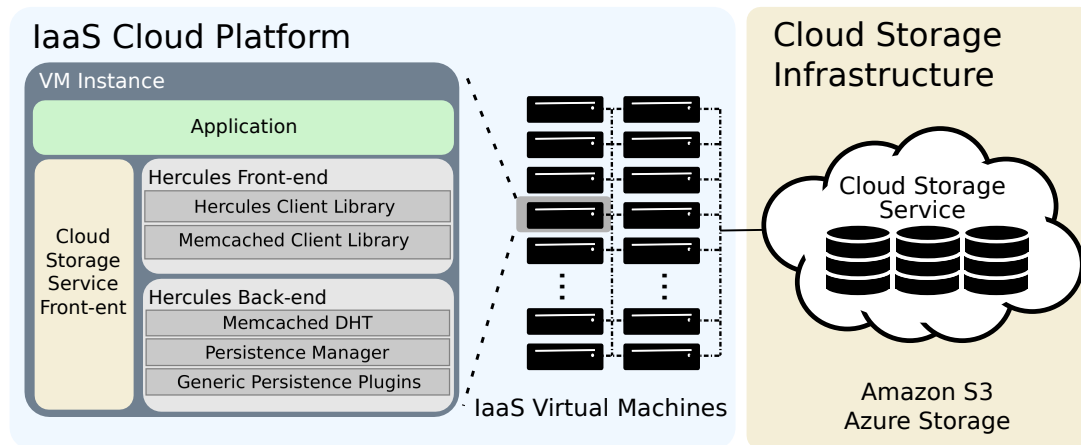 IaaS Cloud Platform
VM Instance
Application
Cloud
Storage
Service
Front-ent
Hercules Front-end
Hercules Client Library
Memcached Client Library
Hercules Back-end
Memcached DHT
Persistence Manager
Generic Persistence Plugins
IaaS Virtual Machines
Cloud Storage
Infrastructure
Cloud Storage
Service
Amazon S3
Azure Storage